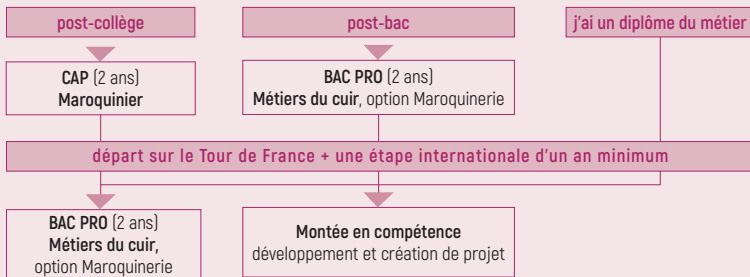 post-collège
post-bac
j'ai un diplôme du métier
CAP (2 ans)
Maroquinier
BAC PRO (2 ans)
Métiers du cuir, option Maroquinerie
départ sur le Tour de France + une étape internationale d'un an minimum
BAC PRO (2 ans)
Métiers du cuir,
option Maroquinerie
Montée en compétence
développement et création de projet